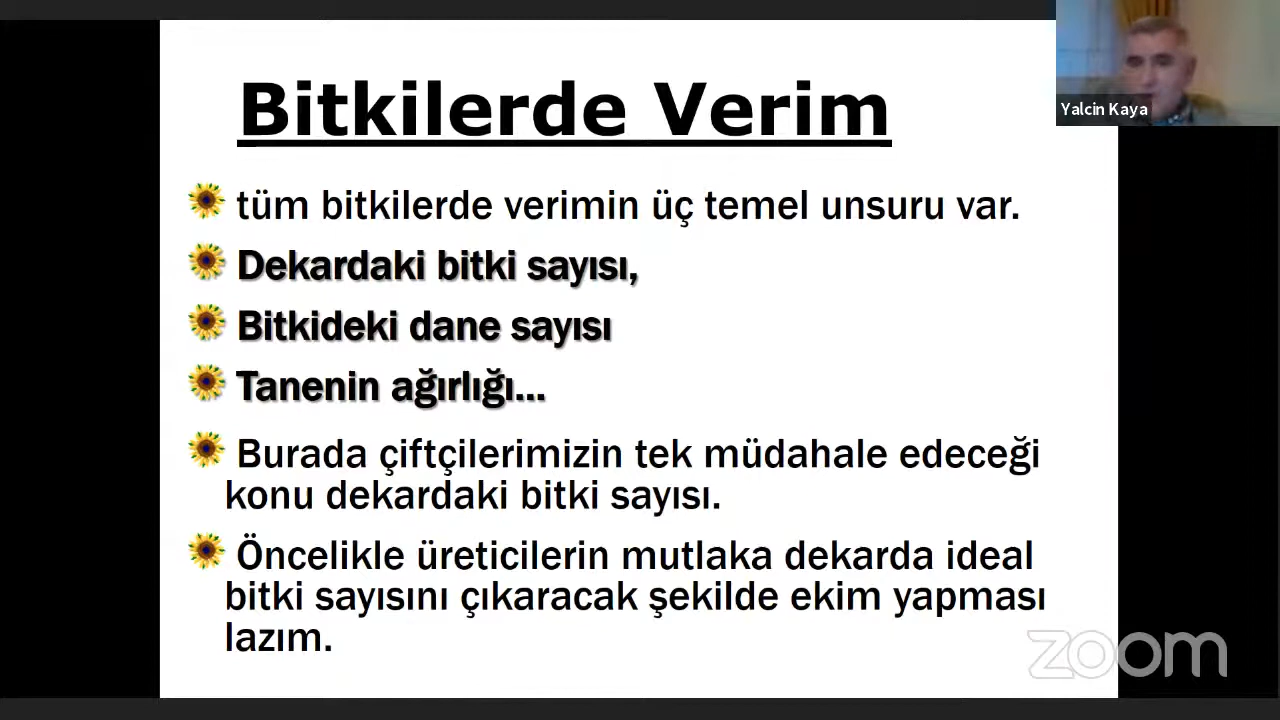 Bitkilerde Verim
Yalcin Kaya
tüm bitkilerde verimin üç temel unsuru var.
Dekardaki bitki sayısı,
Bitkideki dane sayısı
Tanenin ağırlığı...
Burada çiftçilerimizin tek müdahale edeceği
konu dekardaki bitki sayısı.
Öncelikle üreticilerin mutlaka dekarda ideal
bitki sayısını çıkaracak şekilde ekim yapması
lazım.
zoom